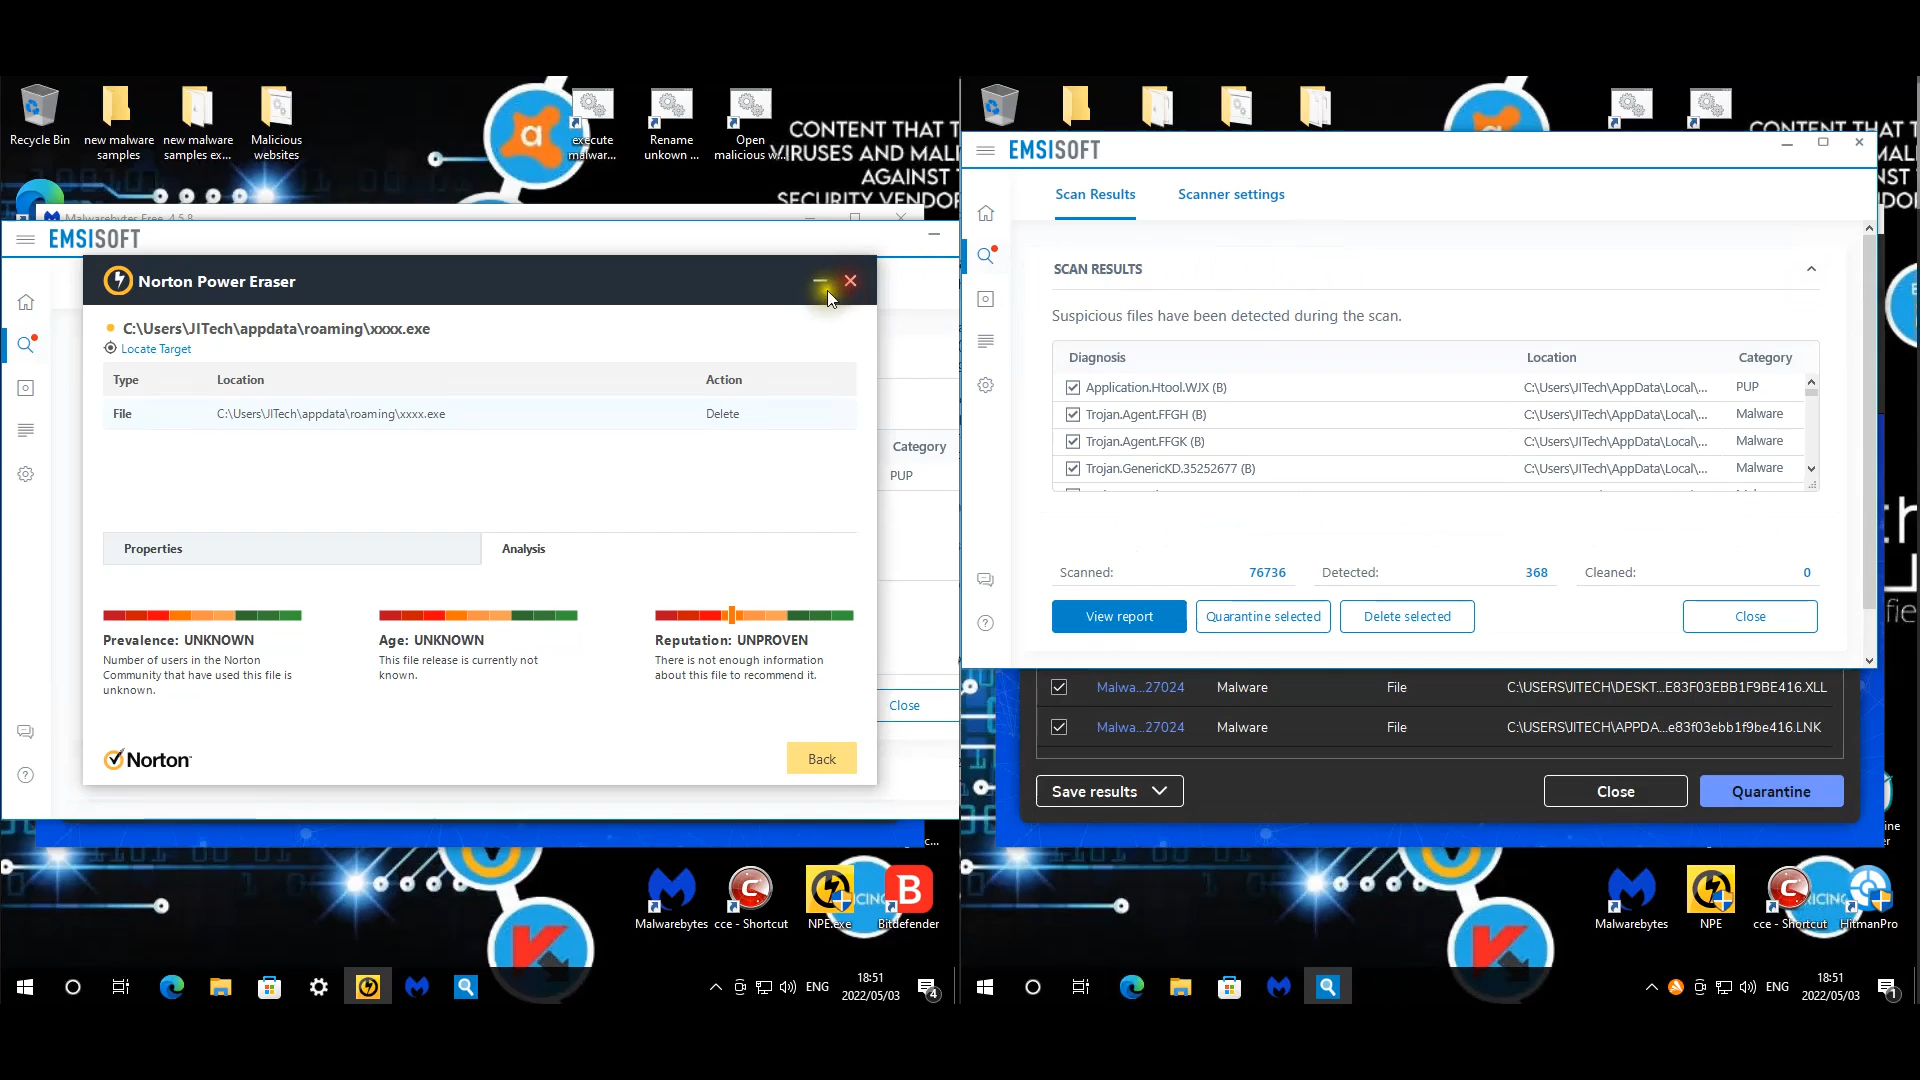 Recycle Bin
new malware samples
new malware samples ex...
Malicious websites
execute malwar...
Rename unkown ...
Open malicious w...
CONTENT THAT T
VIRUSES AND MAL
AGAINST
SECURITY VENDO
Malwarebytes Free 4.5.8
EMSISOFT
Norton Power Eraser
C:\Users\JITech\appdata\roaming\xxxx.exe
Locate Target
Type Location Action
File C:\Users\JITech\appdata\roaming\xxxx.exe Delete
Category
PUP
Properties Analysis
Prevalence: UNKNOWN
Number of users in the Norton
Community that have used this file is
unknown.
Age: UNKNOWN
This file release is currently not
known.
Reputation: UNPROVEN
There is not enough information
about this file to recommend it.
Close
Norton
Back
Malwarebytes
cce - Shortcut
NPE.exe
Bitdefender
ENG
18:51
2022/05/03
4
CONTENT THAT T
EMSISOFT
Scan Results Scanner settings
SCAN RESULTS
Suspicious files have been detected during the scan.
Diagnosis Location Category
Application.Htool.WJX (B) C:\Users\JITech\AppData\Local\... PUP
Trojan.Agent.FFGH (B) C:\Users\JITech\AppData\Local\... Malware
Trojan.Agent.FFGK (B) C:\Users\JITech\AppData\Local\... Malware
Trojan.GenericKD.35252677 (B) C:\Users\JITech\AppData\Local\... Malware
Scanned: 76736 Detected: 368 Cleaned: 0
View report Quarantine selected Delete selected Close
Malwa...27024 Malware File C:\USERS\JITECH\DESKT...E83F03EBB1F9BE416.XLL
Malwa...27024 Malware File C:\USERS\JITECH\APPDA...e83f03ebb1f9be416.LNK
Save results Close Quarantine
Malwarebytes
NPE
cce - Shortcut
HitmanPro
ENG
18:51
2022/05/03
1